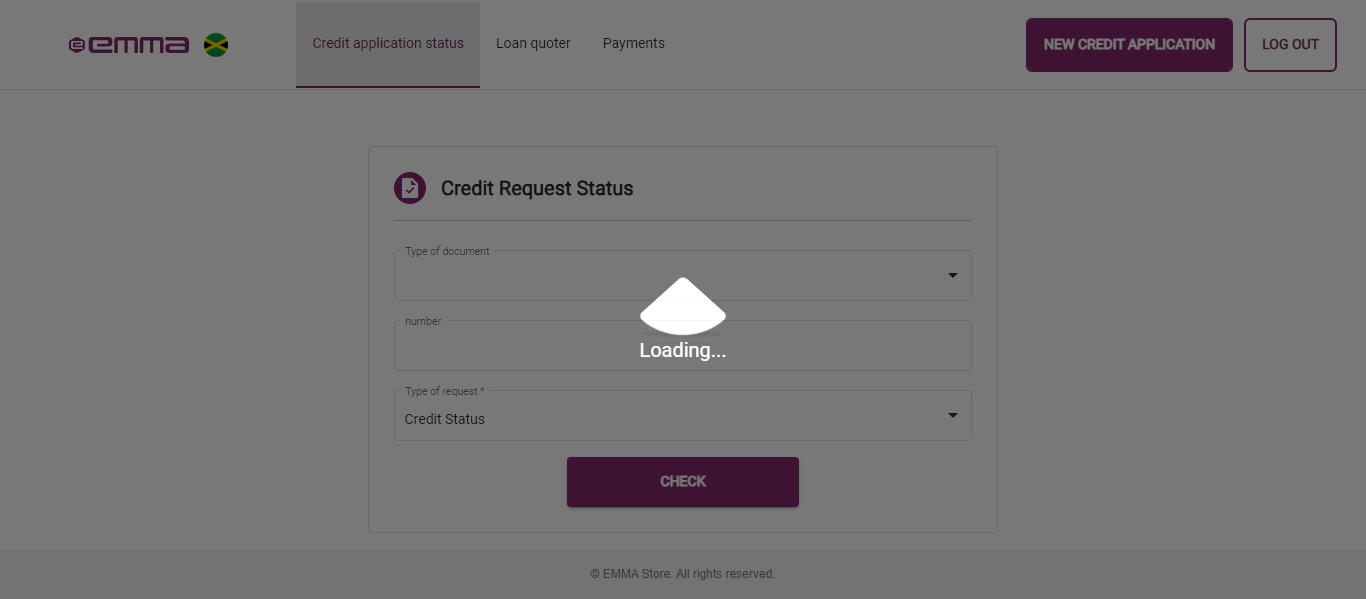 emma
Credit application status
Loan quoter
Payments
NEW CREDIT APPLICATION
LOG OUT
Credit Request Status
Type of document
number
Loading...
Type of request *
Credit Status
CHECK
© EMMA Store. All rights reserved.